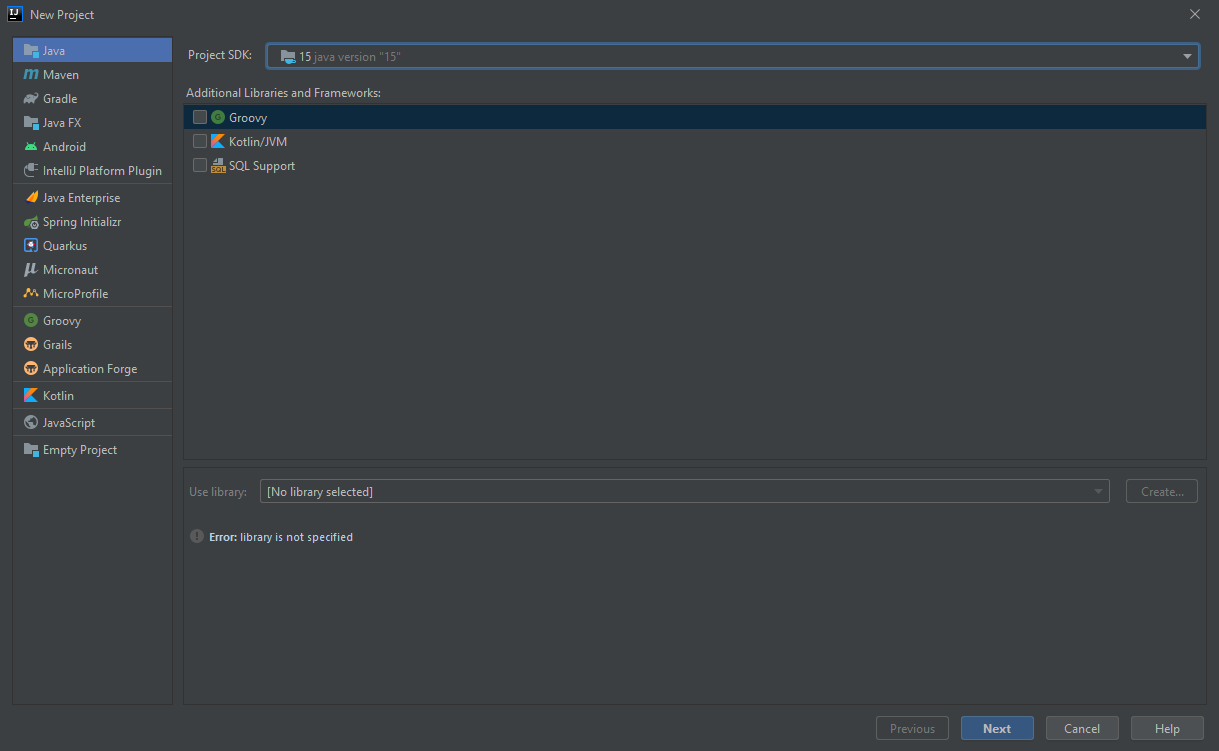 New Project
Java
Maven
Gradle
Java FX
Android
IntelliJ Platform Plugin
Java Enterprise
Spring Initializr
Quarkus
Micronaut
MicroProfile
Groovy
Grails
Application Forge
Kotlin
JavaScript
Empty Project
Project SDK: 15 java version "15"
Additional Libraries and Frameworks:
Groovy
Kotlin/JVM
SQL Support
Use library: [No library selected] Create...
Error: library is not specified
Previous Next Cancel Help